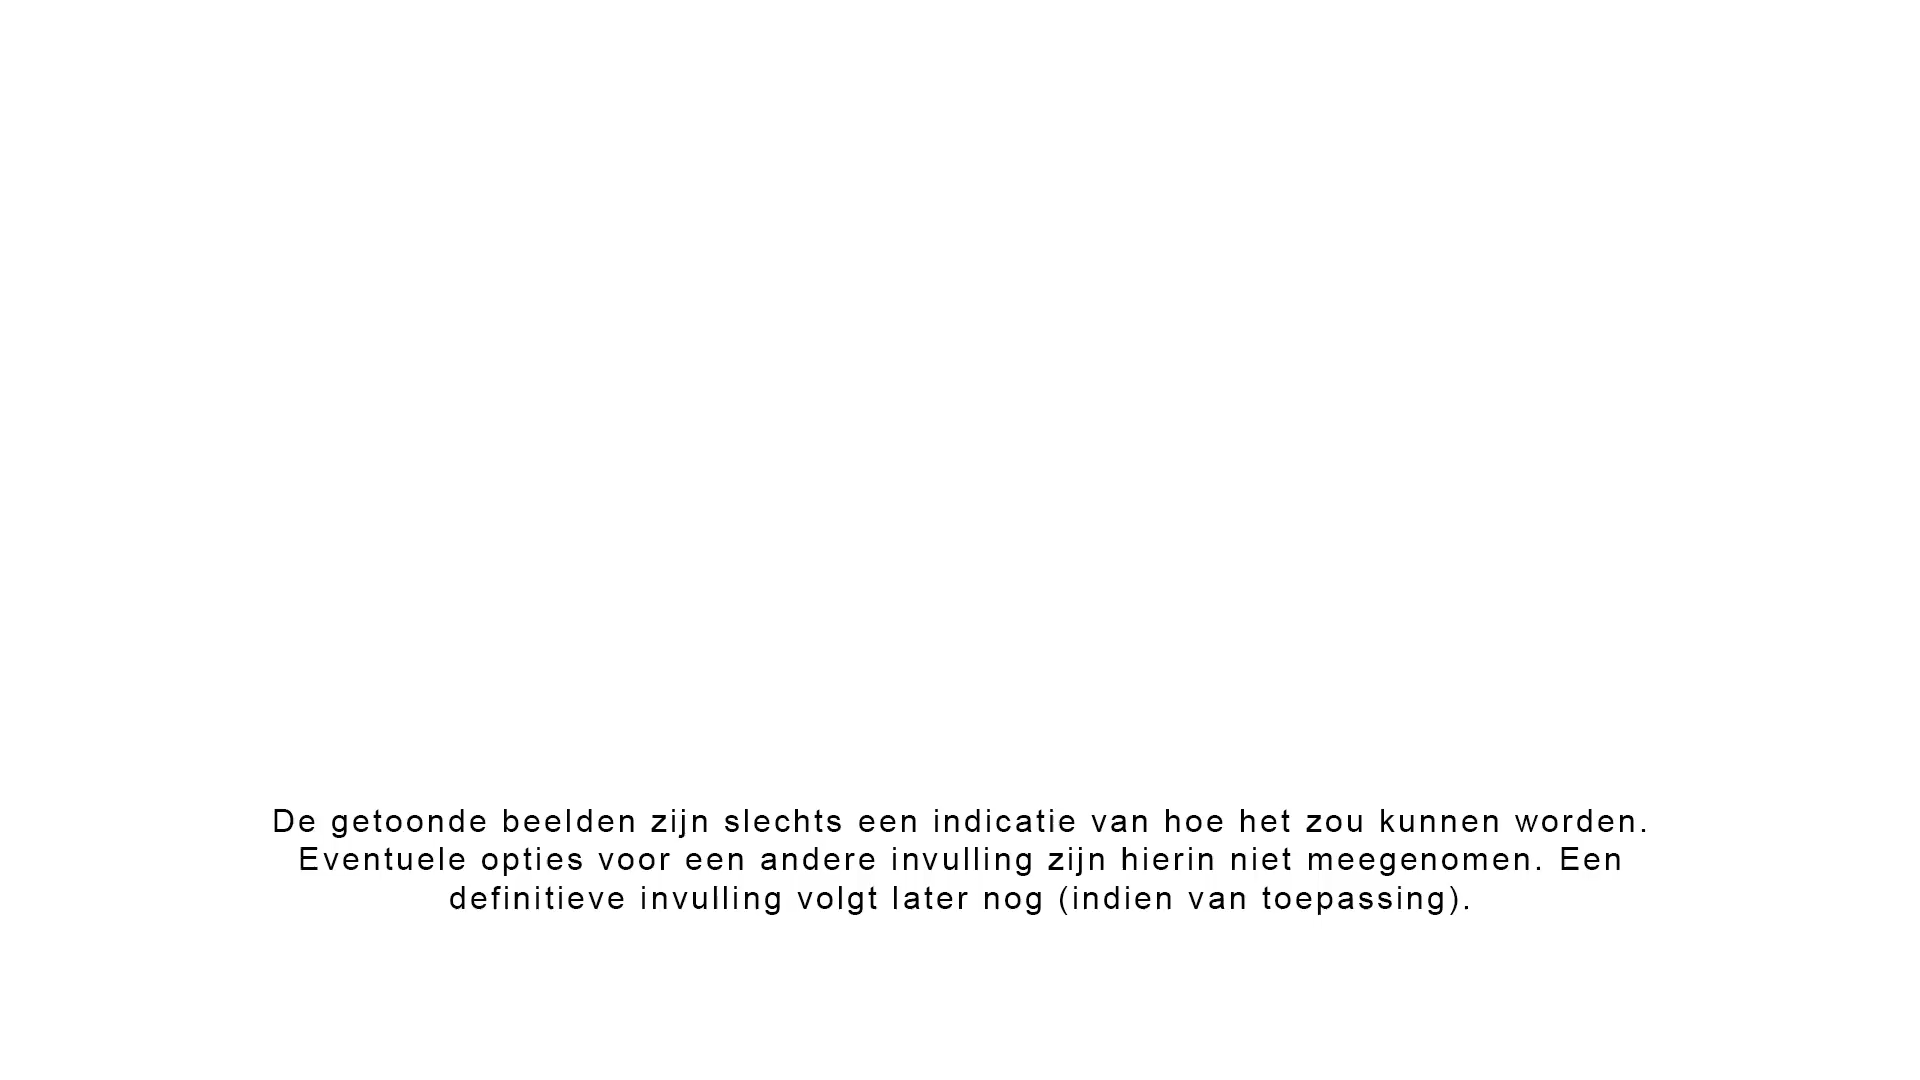 De getoonde beelden zijn slechts een indicatie van hoe het zou kunnen worden.
Eventuele opties voor een andere invulling zijn hierin niet meegenomen. Een
definitieve invulling volgt later nog (indien van toepassing).